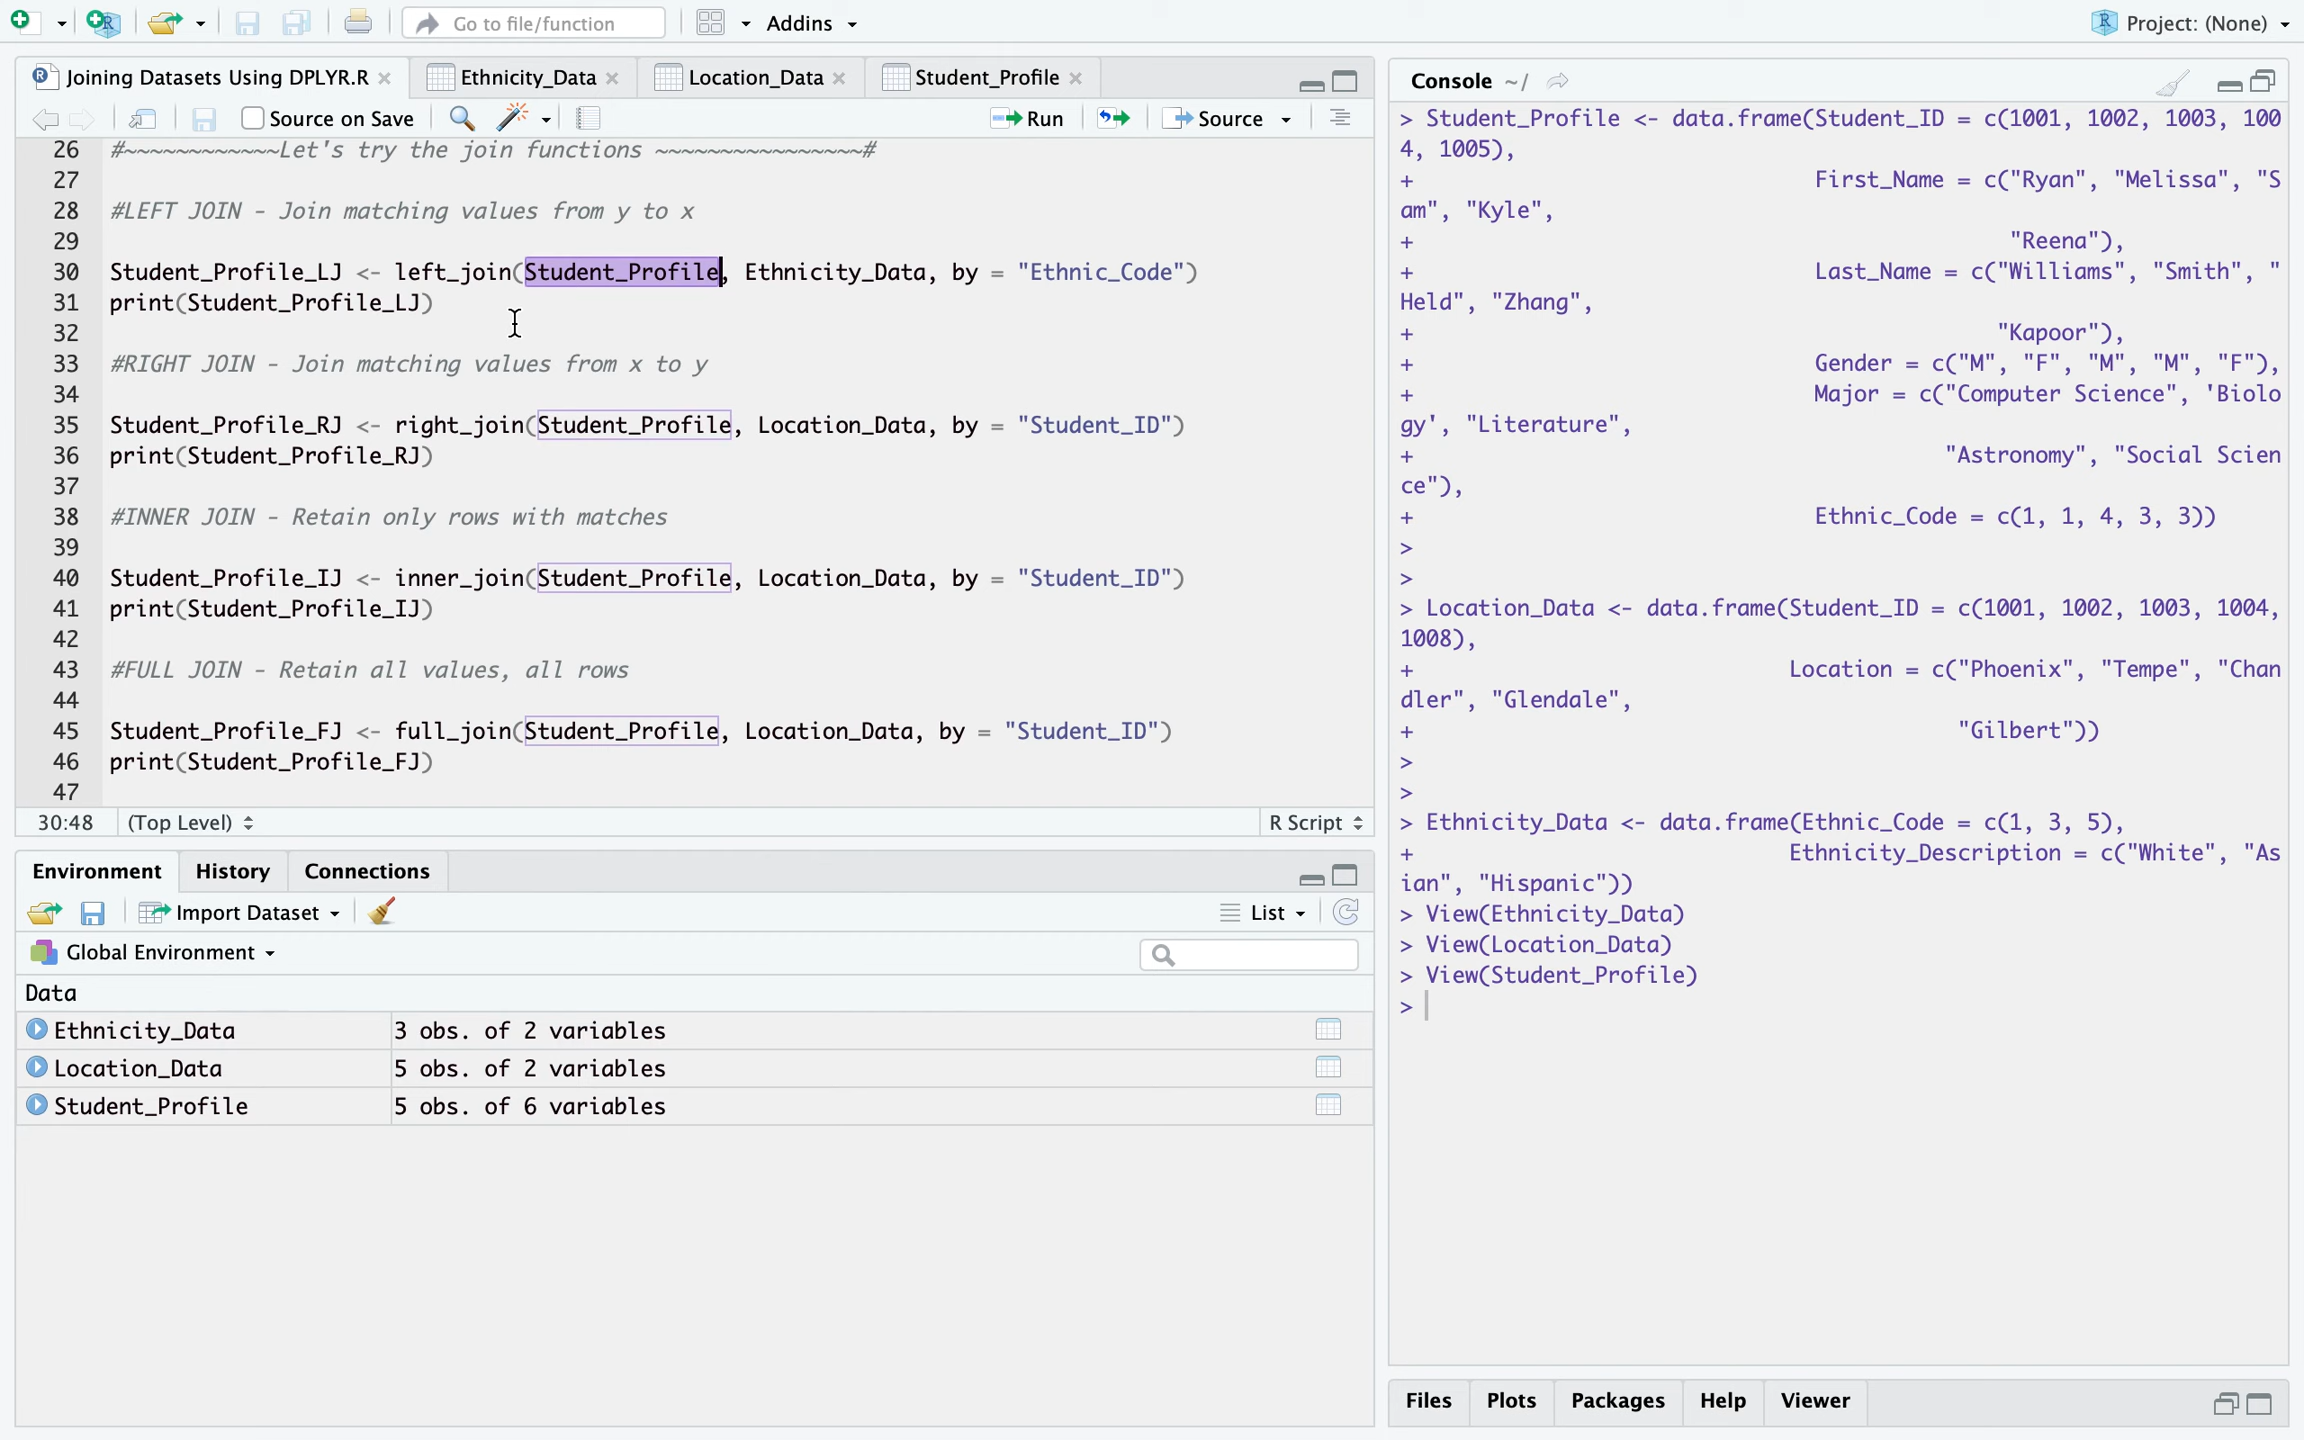 Go to file/function
Addins
Project: (None)
Joining Datasets Using DPLYR.R
Ethnicity_Data
Location_Data
Student_Profile
Source on Save
Run
Source
26 #~~~~~~~~~~~~Let's try the join functions ~~~~~~~~~~~~~~~~#
27
28 #LEFT JOIN - Join matching values from y to x
29
30 Student_Profile_LJ <- left_join(Student_Profile, Ethnicity_Data, by = "Ethnic_Code")
31 print(Student_Profile_LJ)
32
33 #RIGHT JOIN - Join matching values from x to y
34
35 Student_Profile_RJ <- right_join(Student_Profile, Location_Data, by = "Student_ID")
36 print(Student_Profile_RJ)
37
38 #INNER JOIN - Retain only rows with matches
39
40 Student_Profile_IJ <- inner_join(Student_Profile, Location_Data, by = "Student_ID")
41 print(Student_Profile_IJ)
42
43 #FULL JOIN - Retain all values, all rows
44
45 Student_Profile_FJ <- full_join(Student_Profile, Location_Data, by = "Student_ID")
46 print(Student_Profile_FJ)
47
30:48 (Top Level) R Script
Environment History Connections
Import Dataset List
Global Environment
Data
Ethnicity_Data 3 obs. of 2 variables
Location_Data 5 obs. of 2 variables
Student_Profile 5 obs. of 6 variables
Console ~/
> Student_Profile <- data.frame(Student_ID = c(1001, 1002, 1003, 100
4, 1005),
+ First_Name = c("Ryan", "Melissa", "S
am", "Kyle",
+ "Reena"),
+ Last_Name = c("Williams", "Smith", "
Held", "Zhang",
+ "Kapoor"),
+ Gender = c("M", "F", "M", "M", "F"),
+ Major = c("Computer Science", 'Biolo
gy', "Literature",
+ "Astronomy", "Social Scien
ce"),
+ Ethnic_Code = c(1, 1, 4, 3, 3))
>
>
> Location_Data <- data.frame(Student_ID = c(1001, 1002, 1003, 1004,
1008),
+ Location = c("Phoenix", "Tempe", "Chan
dler", "Glendale",
+ "Gilbert"))
>
>
> Ethnicity_Data <- data.frame(Ethnic_Code = c(1, 3, 5),
+ Ethnicity_Description = c("White", "As
ian", "Hispanic"))
> View(Ethnicity_Data)
> View(Location_Data)
> View(Student_Profile)
>
Files Plots Packages Help Viewer